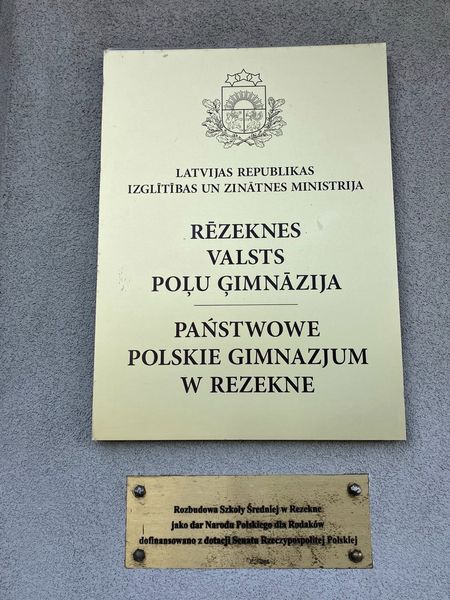 LATVIJAS REPUBLIKAS
IZGLĪTĪBAS UN ZINĀTNES MINISTRIJA
RĒZEKNES
VALSTS
POĻU ĢIMNĀZIJA
PAŃSTWOWE
POLSKIE GIMNAZJUM
W REZEKNE
Rozbudowa Szkoły Średniej w Rezekne
jako dar Narodu Polskiego dla Rodaków
dofinansowano z dotacji Senatu Rzeczypospolitej Polskiej